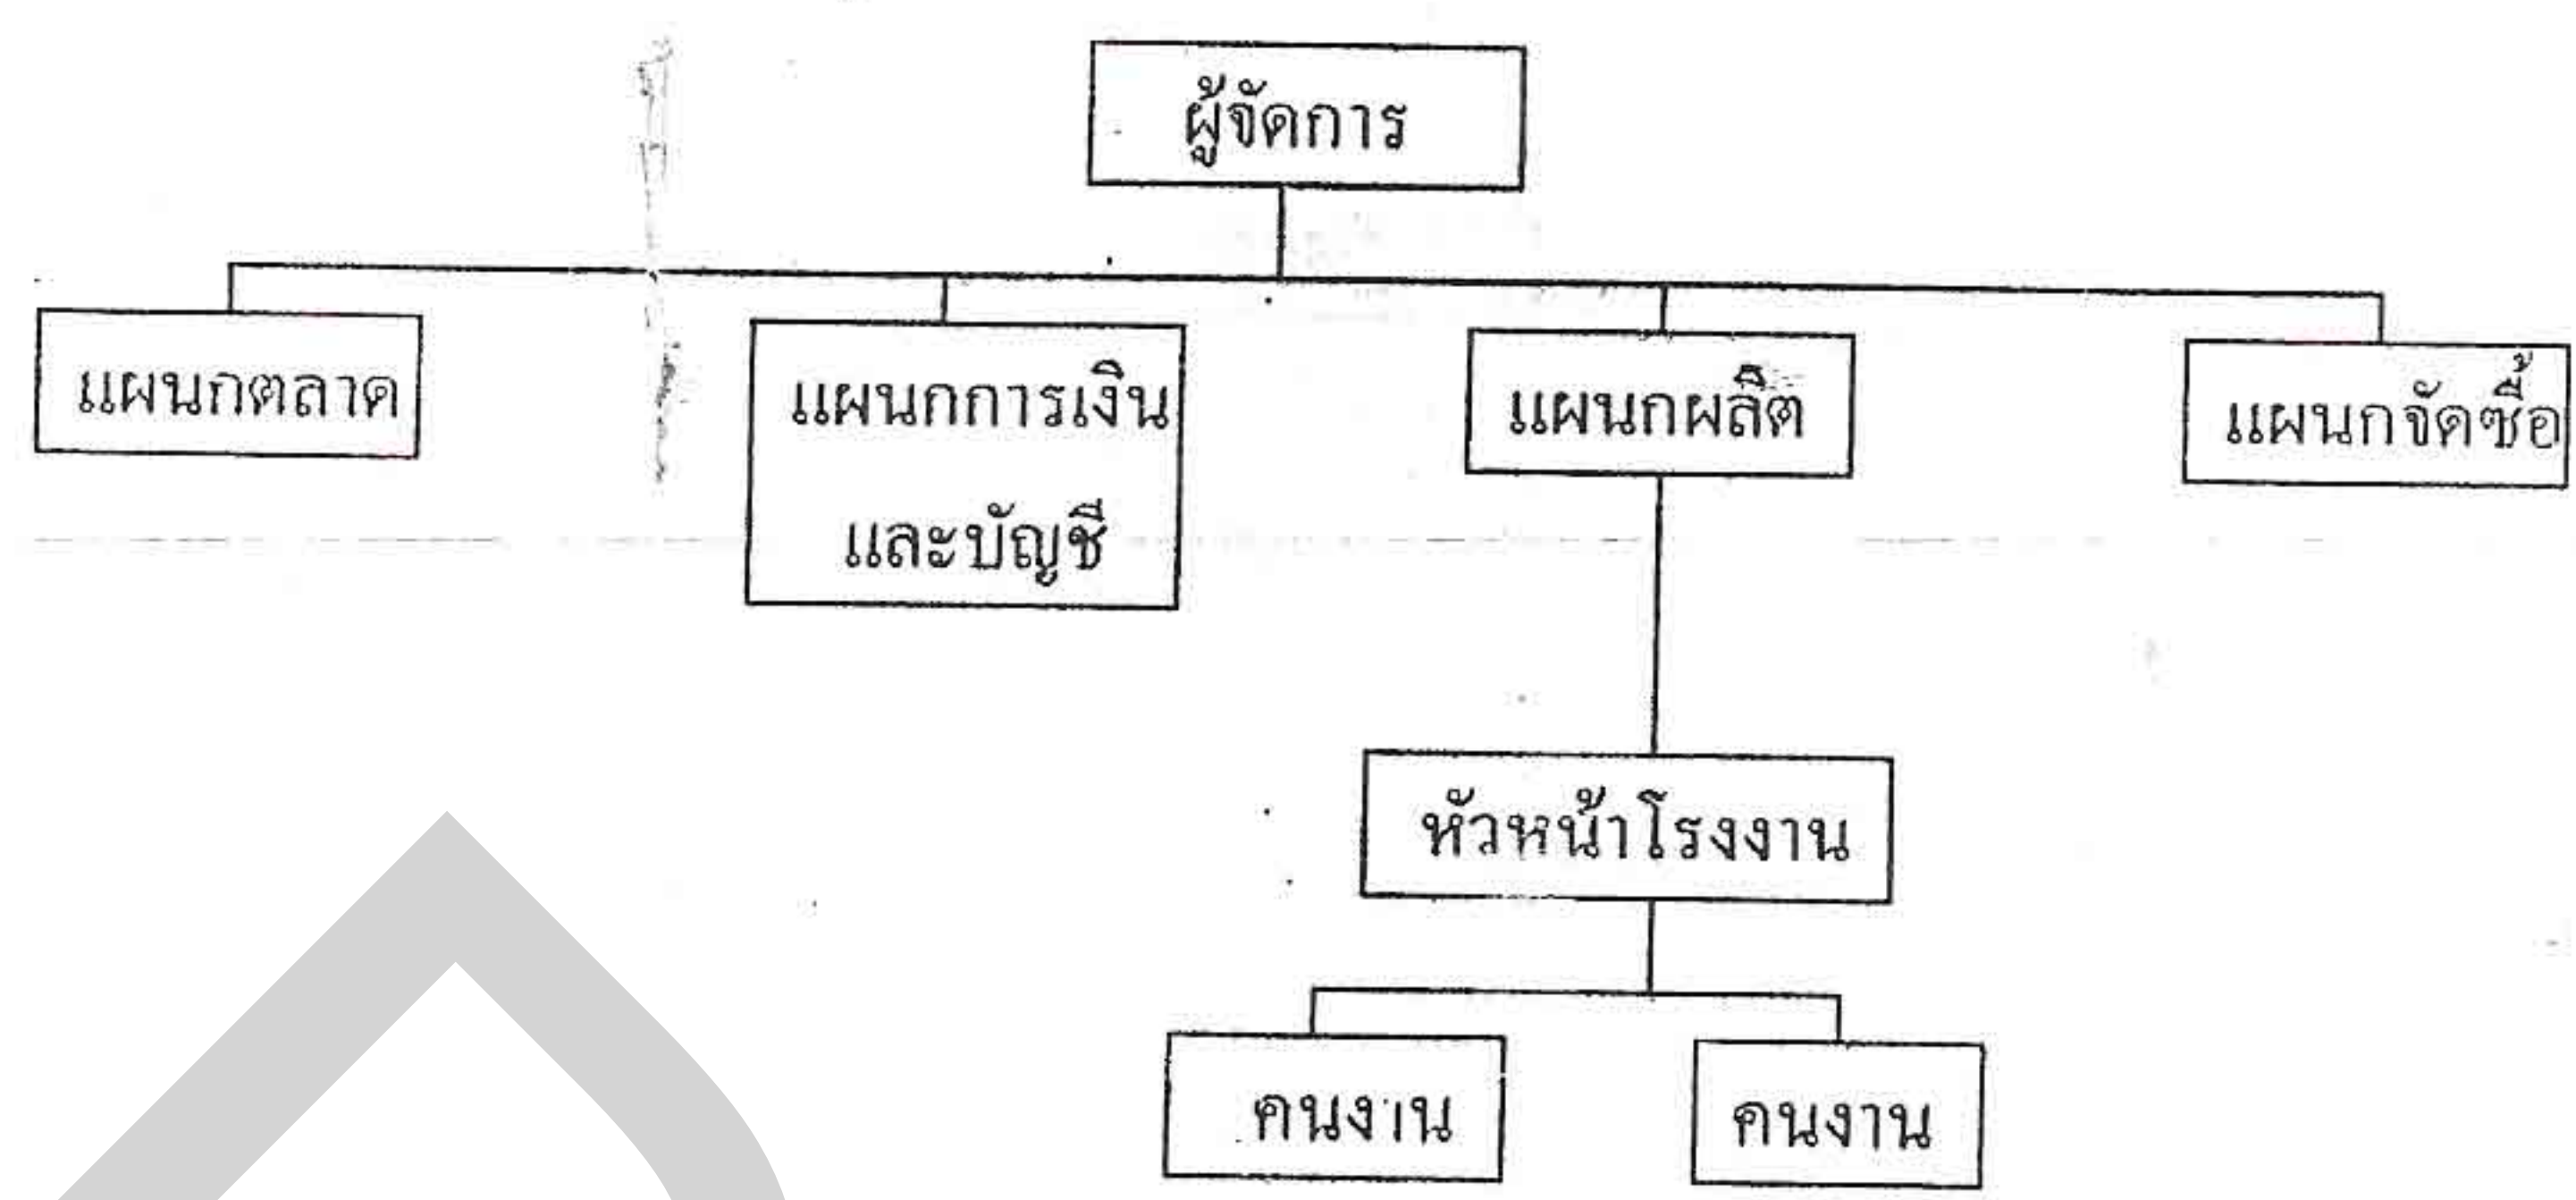 ผู้จัดการ
แผนกตลาด
แผนกการเงิน
และบัญชี
แผนกผลิต
แผนกจัดซื้อ
หัวหน้าโรงงาน
คนงาน
คนงาน